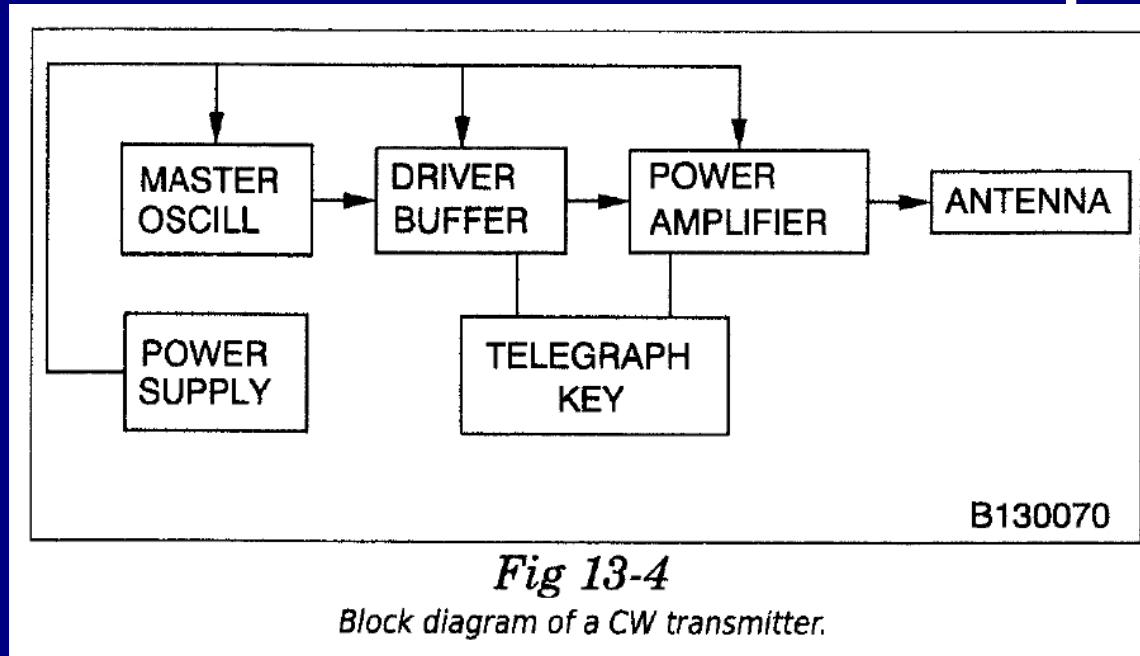 MASTER
OSCILL
DRIVER
BUFFER
POWER
AMPLIFIER
ANTENNA
POWER
SUPPLY
TELEGRAPH
KEY
B130070
Fig 13-4
Block diagram of a CW transmitter.